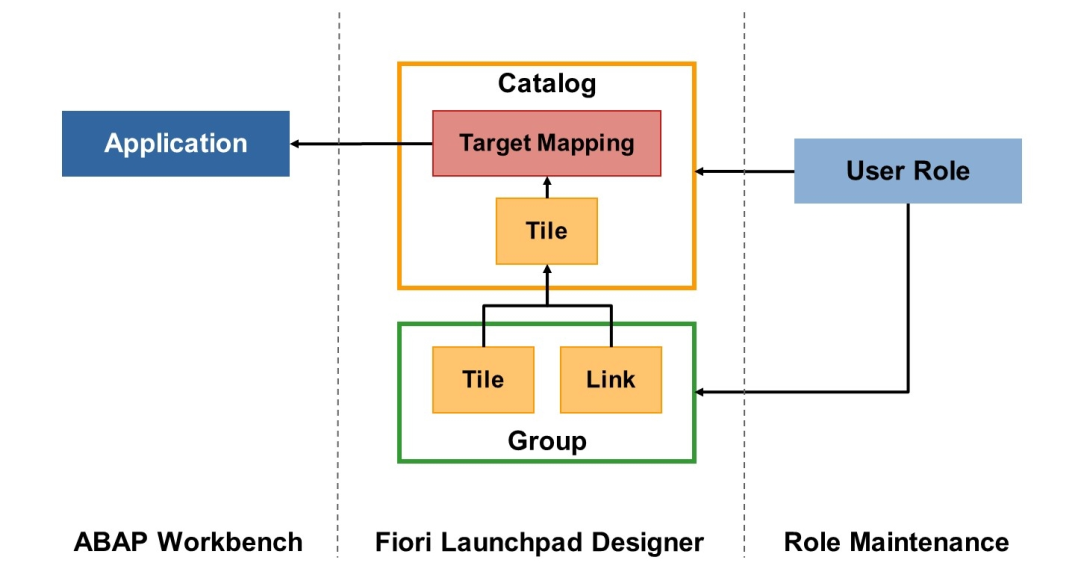 Catalog
Application
Target Mapping
User Role
Tile
Tile
Link
Group
ABAP Workbench
Fiori Launchpad Designer
Role Maintenance